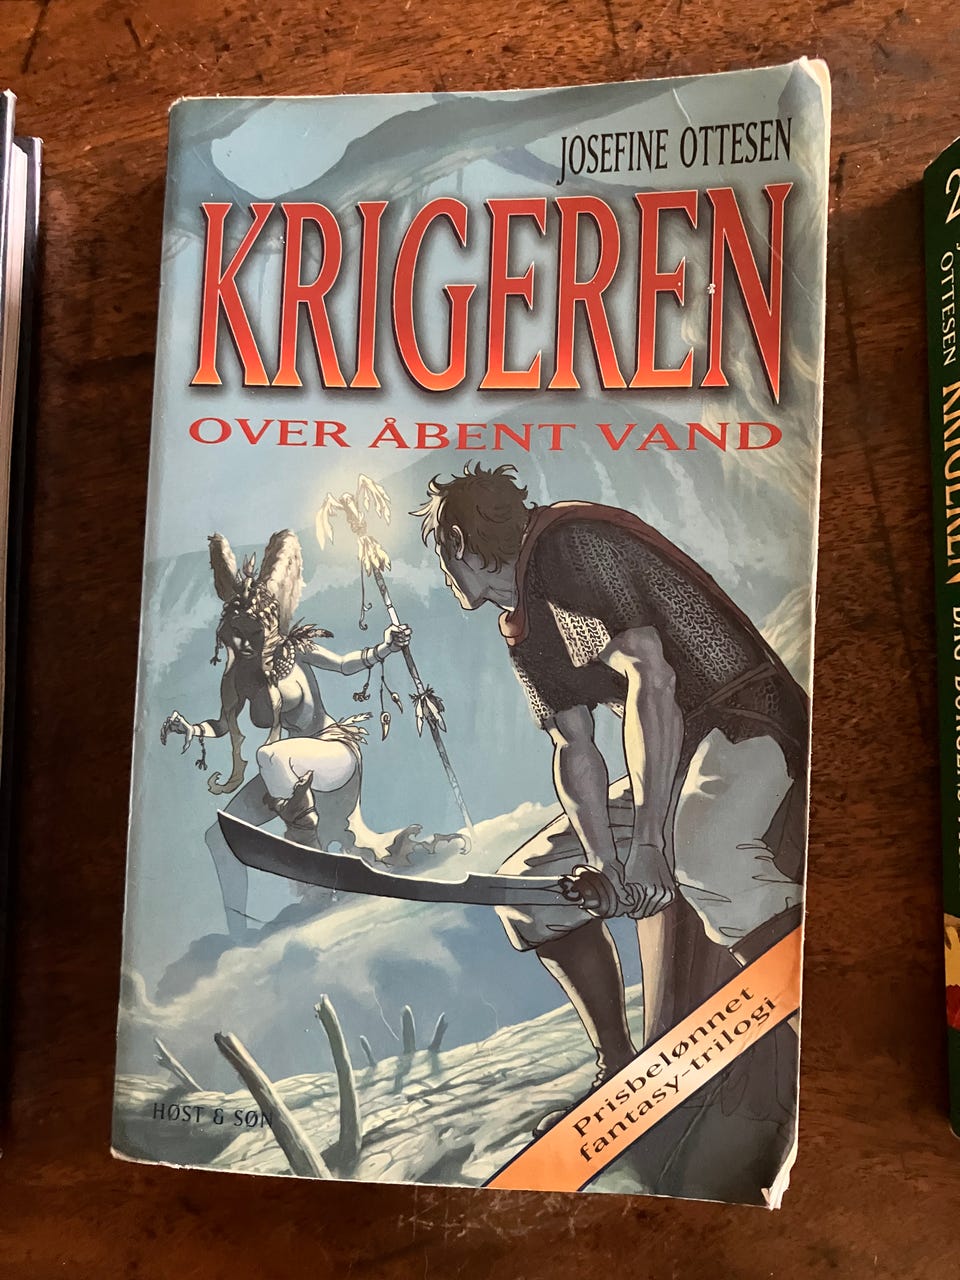 JOSEFINE OTTESEN
KRIGEREN
OVER ÅBENT VAND
HØST & SØN
Prisbelønnet
fantasy-trilogi
OTTESEN KRIGEREN